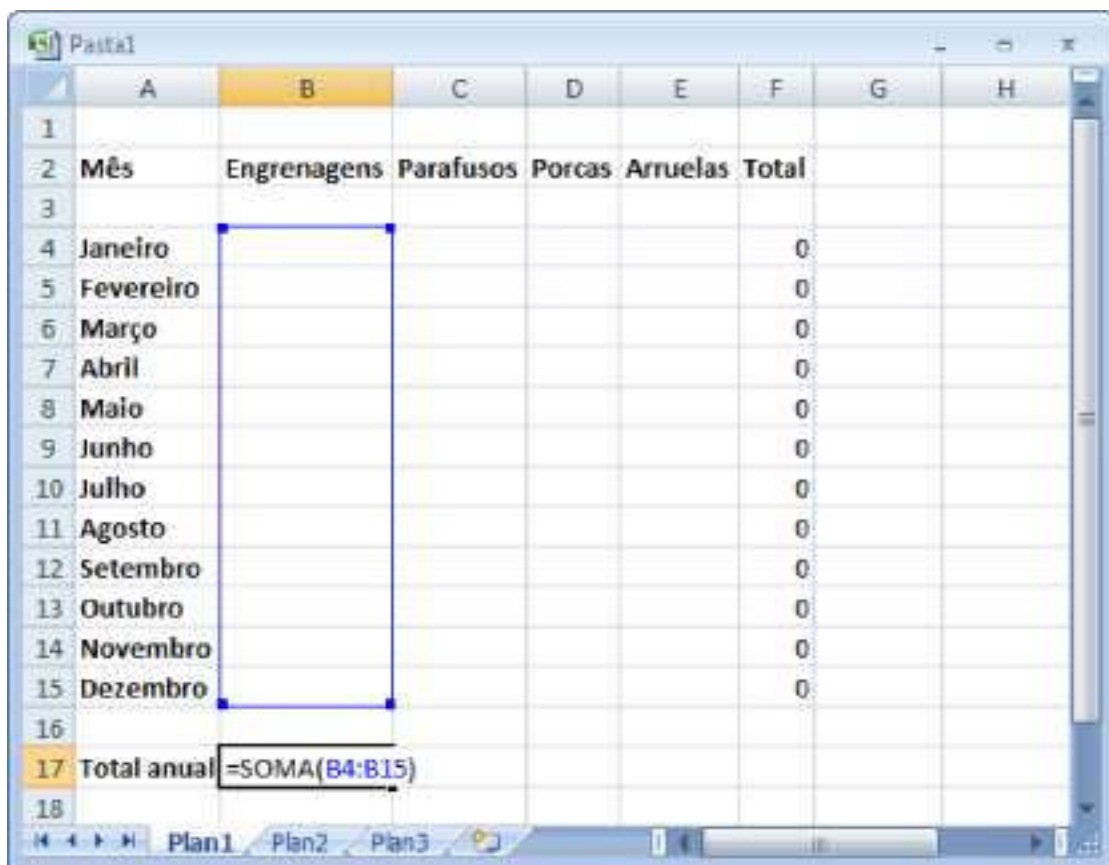 Pasta1
A B C D E F G H
1
2 Mês Engrenagens Parafusos Porcas Arruelas Total
3
4 Janeiro 0
5 Fevereiro 0
6 Março 0
7 Abril 0
8 Maio 0
9 Junho 0
10 Julho 0
11 Agosto 0
12 Setembro 0
13 Outubro 0
14 Novembro 0
15 Dezembro 0
16
17 Total anual =SOMA(B4:B15)
18
Plan1 Plan2 Plan3